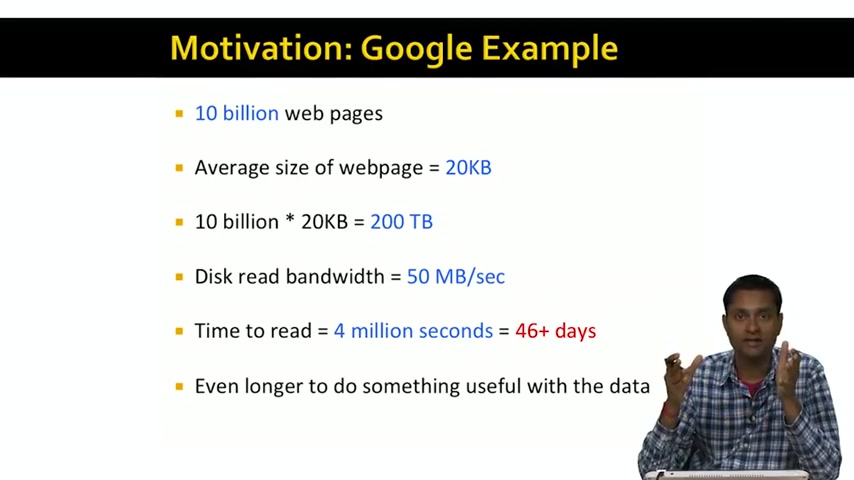 Motivation: Google Example
10 billion web pages
Average size of webpage = 20KB
10 billion * 20KB = 200 TB
Disk read bandwidth = 50 MB/sec
Time to read = 4 million seconds = 46+ days
Even longer to do something useful with the data